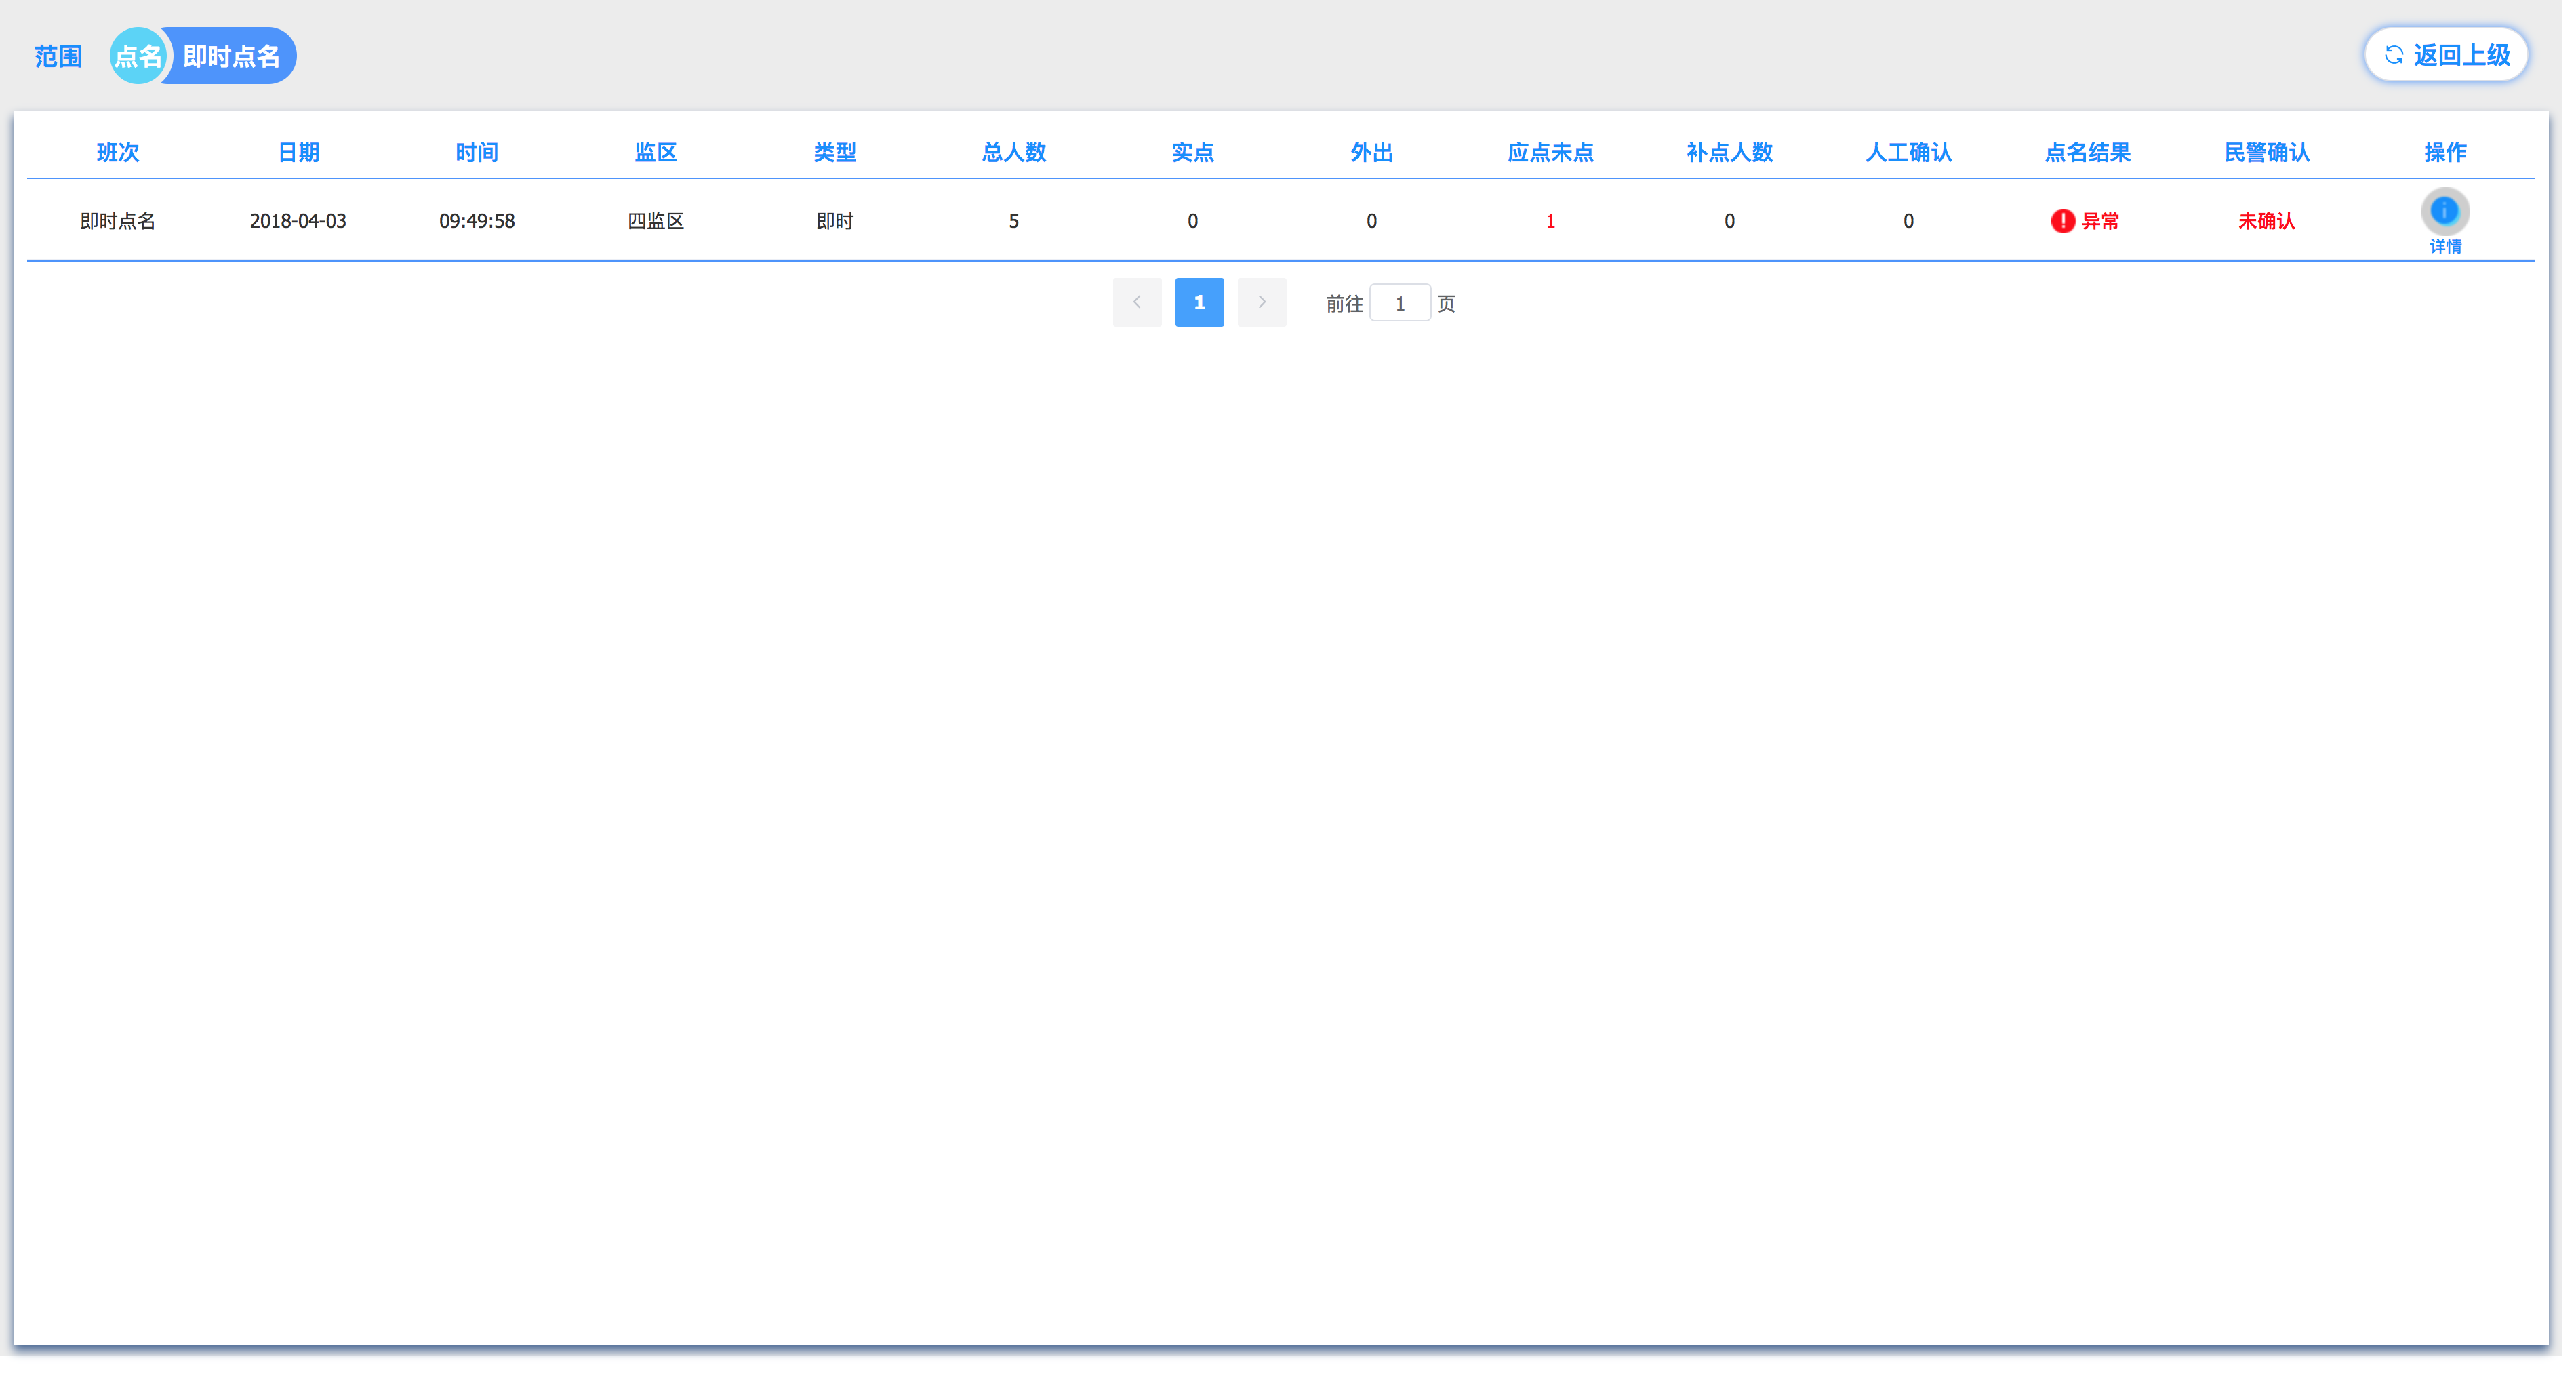 范围 点名 即时点名 返回上级
班次 日期 时间 监区 类型 总人数 实点 外出 应点未点 补点人数 人工确认 点名结果 民警确认 操作
即时点名 2018-04-03 09:49:58 四监区 即时 5 0 0 1 0 0 异常 未确认
详情
1 前往 1 页